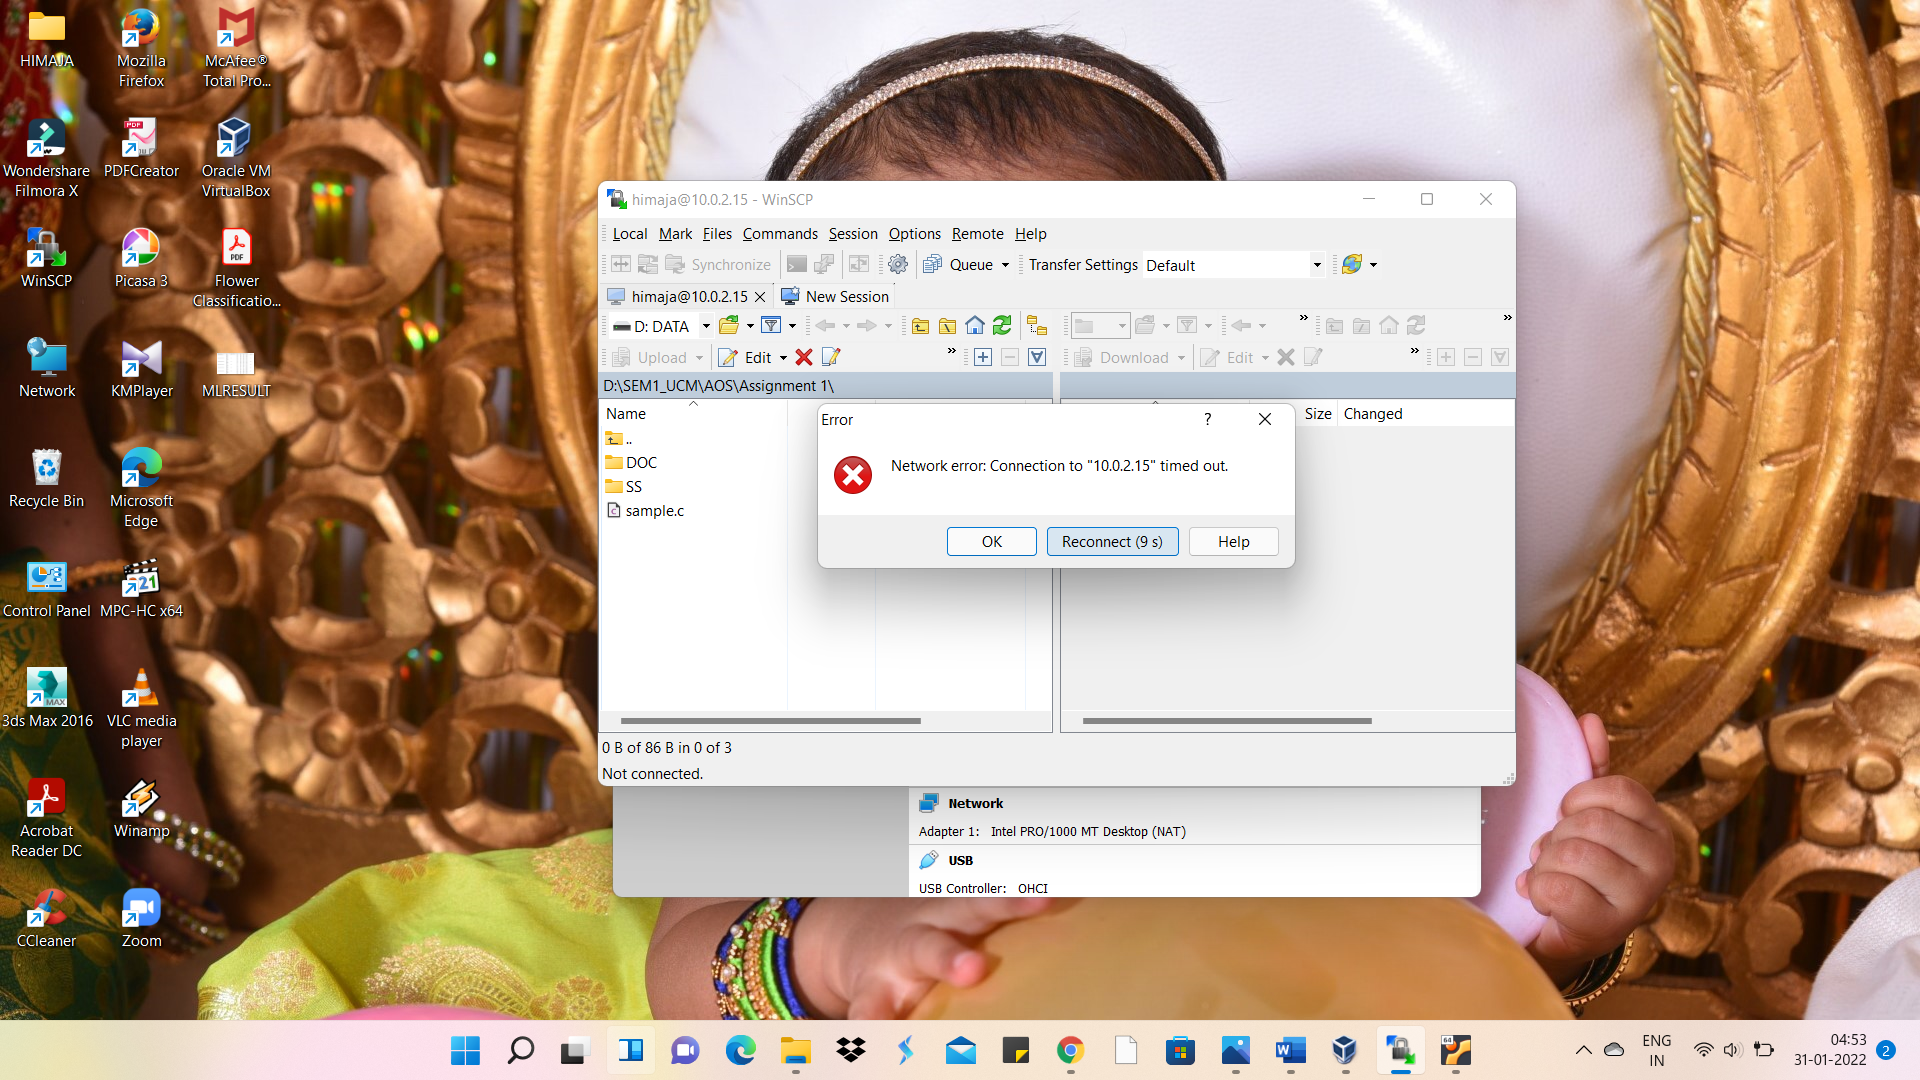 HIMAJA
Mozilla
Firefox
McAfee®
Total Pro...
Wondershare
Filmora X
PDFCreator
Oracle VM
VirtualBox
WinSCP
Picasa 3
Flower
Classificatio...
Network
KMPlayer
MLRESULT
Recycle Bin
Microsoft
Edge
Control Panel
MPC-HC x64
3ds Max 2016
VLC media
player
Acrobat
Reader DC
Winamp
CCleaner
Zoom
himaja@10.0.2.15 - WinSCP
Local Mark Files Commands Session Options Remote Help
Synchronize Queue Transfer Settings Default
himaja@10.0.2.15 New Session
D: DATA
Upload Edit Download Edit
D:\SEM1_UCM\AOS\Assignment 1\
Name Size Changed
..
DOC
SS
sample.c
Error ?
Network error: Connection to "10.0.2.15" timed out.
OK Reconnect (9 s) Help
0 B of 86 B in 0 of 3
Not connected.
Network
Adapter 1: Intel PRO/1000 MT Desktop (NAT)
USB
USB Controller: OHCI
ENG
IN
04:53
31-01-2022
2